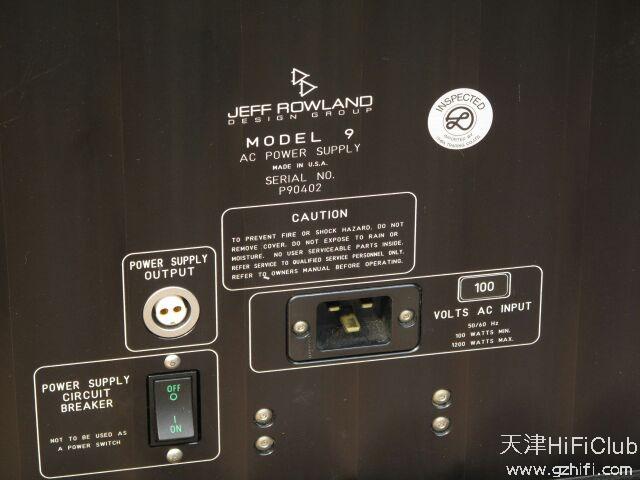 JEFF ROWLAND
DESIGN GROUP
MODEL 9
AC POWER SUPPLY
MADE IN U.S.A.
SERIAL NO.
P90402
INSPECTED
CAUTION
TO PREVENT FIRE OR SHOCK HAZARD, DO NOT
REMOVE COVER. DO NOT EXPOSE TO RAIN OR
MOISTURE. NO USER SERVICEABLE PARTS INSIDE.
REFER SERVICE TO QUALIFIED SERVICE PERSONNEL ONLY.
REFER TO OWNERS MANUAL BEFORE OPERATING.
POWER SUPPLY
OUTPUT
100
VOLTS AC INPUT
50/60 Hz
100 WATTS MIN.
1200 WATTS MAX.
POWER SUPPLY
CIRCUIT
BREAKER
NOT TO BE USED AS
A POWER SWITCH
OFF
ON
天津HiFiClub
www.gzhifi.com